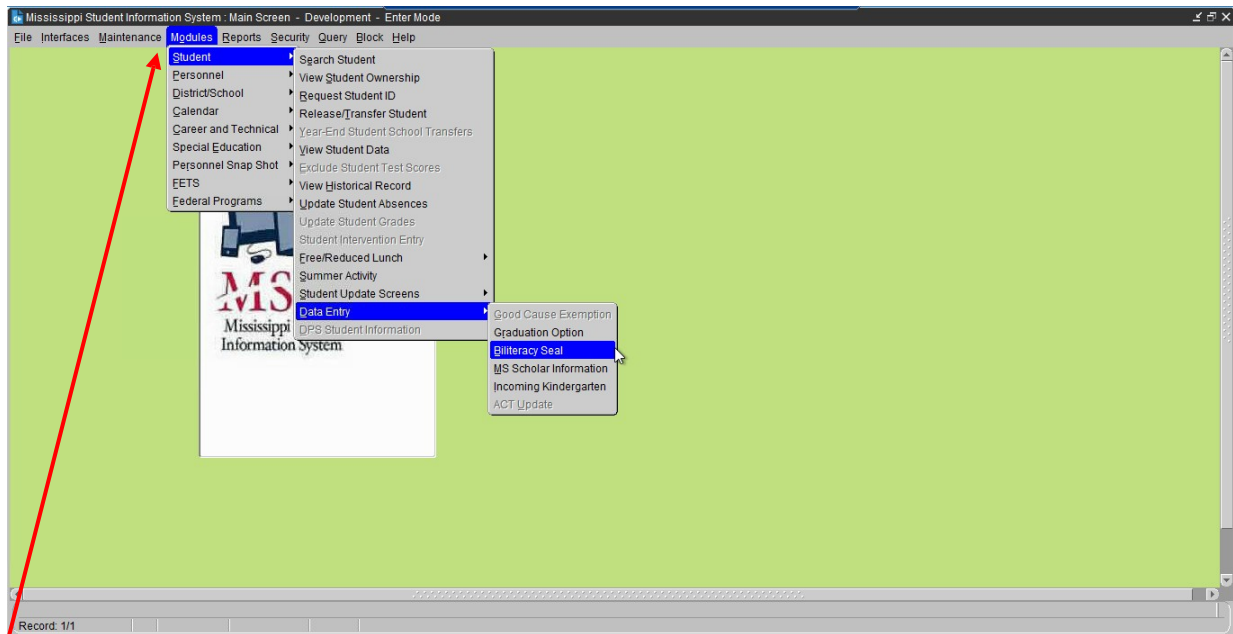 Mississippi Student Information System : Main Screen - Development - Enter Mode
File Interfaces Maintenance Modules Reports Security Query Block Help
Student
Personnel
District/School
Calendar
Career and Technical
Special Education
Personnel Snap Shot
FETS
Federal Programs
Search Student
View Student Ownership
Request Student ID
Release/Transfer Student
Year-End Student School Transfers
View Student Data
Exclude Student Test Scores
View Historical Record
Update Student Absences
Update Student Grades
Student Intervention Entry
Free/Reduced Lunch
Summer Activity
Student Update Screens
Data Entry
DPS Student Information
Good Cause Exemption
Graduation Option
Biliteracy Seal
MS Scholar Information
Incoming Kindergarten
ACT Update
MS
Mississippi
Information System
Record: 1/1